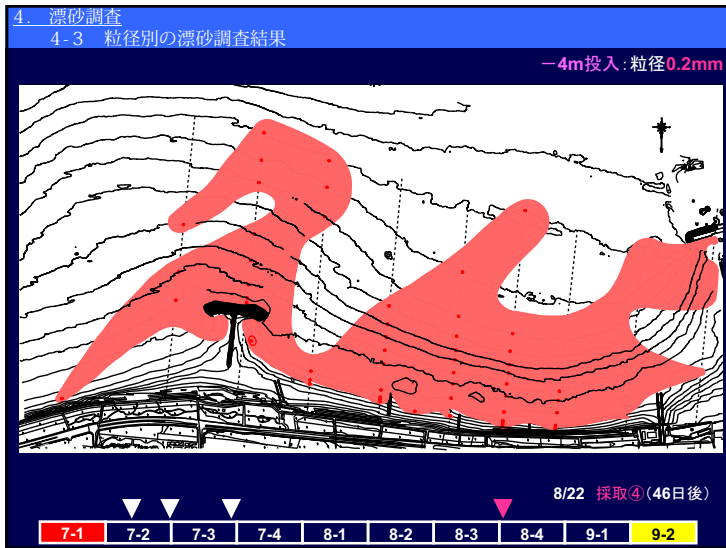 4. 漂砂調査
4-3 粒径別の漂砂調査結果
－4m投入:粒径0.2mm
8/22 採取④(46日後)
7-1 7-2 7-3 7-4 8-1 8-2 8-3 8-4 9-1 9-2